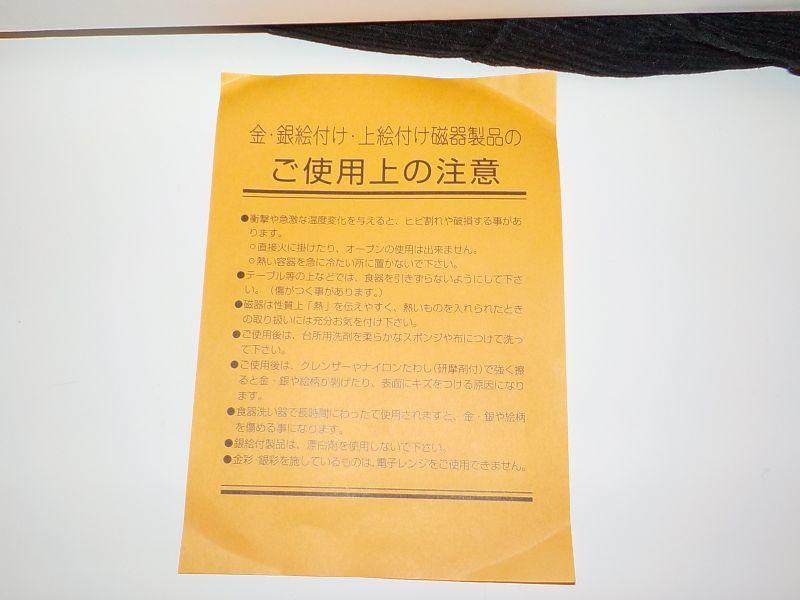 金・銀絵付け・上絵付け磁器製品の
ご使用上の注意
●衝撃や急激な温度変化を与えると、ヒビ割れや破損する事があ
ります。
○直接火に掛けたり、オーブンの使用は出来ません。
○熱い容器を急に冷たい所に置かないで下さい。
●テーブル等の上などでは、食器を引きずらないようにして下さ
い。（傷がつく事があります。）
●磁器は性質上「熱」を伝えやすく、熱いものを入れられたとき
の取り扱いには充分お気を付け下さい。
●ご使用後は、台所用洗剤を柔らかなスポンジや布につけて洗っ
て下さい。
●ご使用後は、クレンザーやナイロンたわし(研摩剤付)で強く擦
ると金・銀や絵柄が剥げたり、表面にキズをつける原因になり
ます。
●食器洗い器で長時間にわったて使用されますと、金・銀や絵柄
を傷める事になります。
●銀絵付製品は、漂白剤を使用しないで下さい。
●金彩・銀彩を施しているものは、電子レンジをご使用できません。